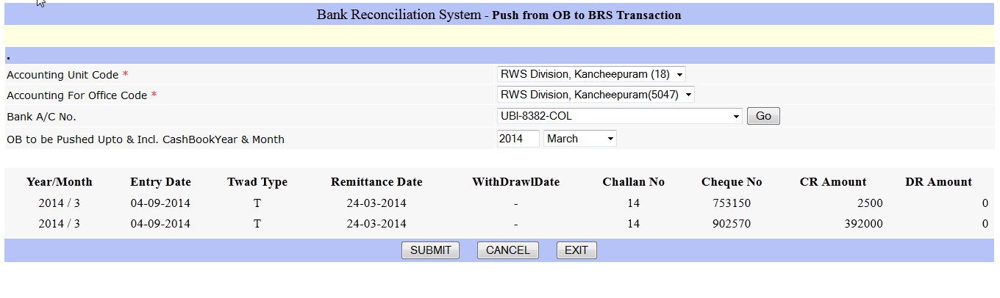 Bank Reconciliation System - Push from OB to BRS Transaction
.
Accounting Unit Code * RWS Division, Kancheepuram (18)
Accounting For Office Code * RWS Division, Kancheepuram(5047)
Bank A/C No. UBI-8382-COL Go
OB to be Pushed Upto & Incl. CashBookYear & Month 2014 March
Year/Month Entry Date Twad Type Remittance Date WithDrawlDate Challan No Cheque No CR Amount DR Amount
2014 / 3 04-09-2014 T 24-03-2014 - 14 753150 2500 0
2014 / 3 04-09-2014 T 24-03-2014 - 14 902570 392000 0
SUBMIT CANCEL EXIT